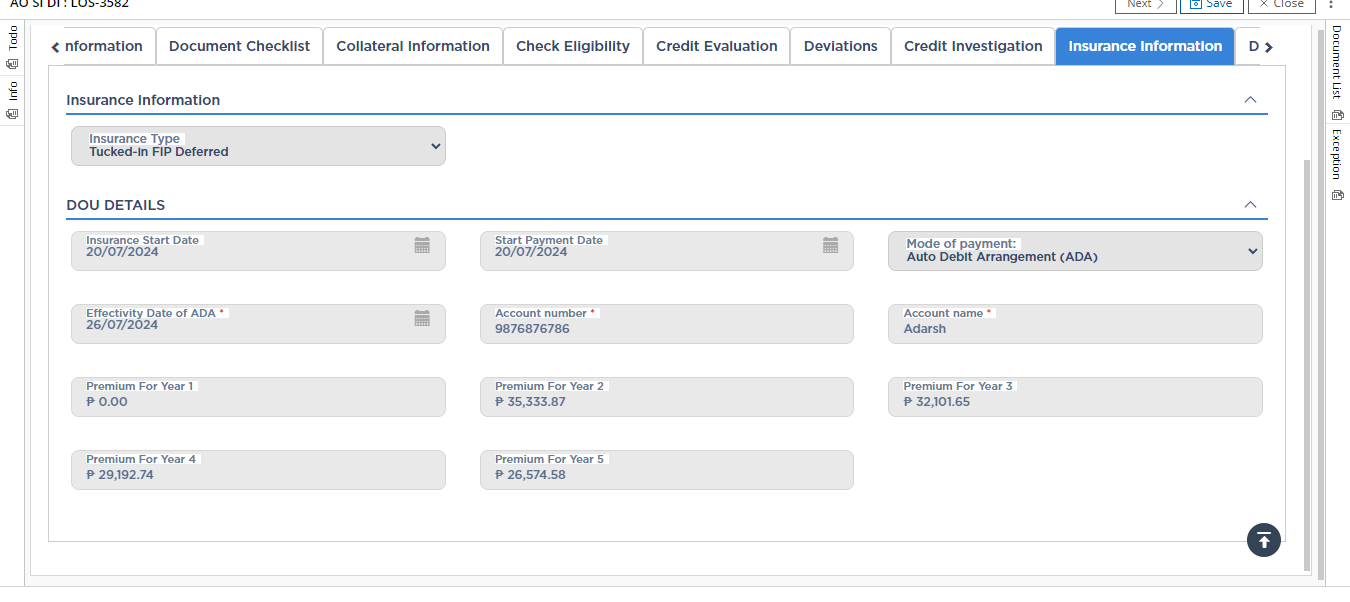 AO SI DI : LOS-3582
Next
Save
Close
Todo
Info
nformation
Document Checklist
Collateral Information
Check Eligibility
Credit Evaluation
Deviations
Credit Investigation
Insurance Information
D
Document List
Exception
Insurance Information
Insurance Type
Tucked-in FIP Deferred
DOU DETAILS
Insurance Start Date
20/07/2024
Start Payment Date
20/07/2024
Mode of payment:
Auto Debit Arrangement (ADA)
Effectivity Date of ADA *
26/07/2024
Account number *
9876876786
Account name *
Adarsh
Premium For Year 1
₱ 0.00
Premium For Year 2
₱ 35,333.87
Premium For Year 3
₱ 32,101.65
Premium For Year 4
₱ 29,192.74
Premium For Year 5
₱ 26,574.58